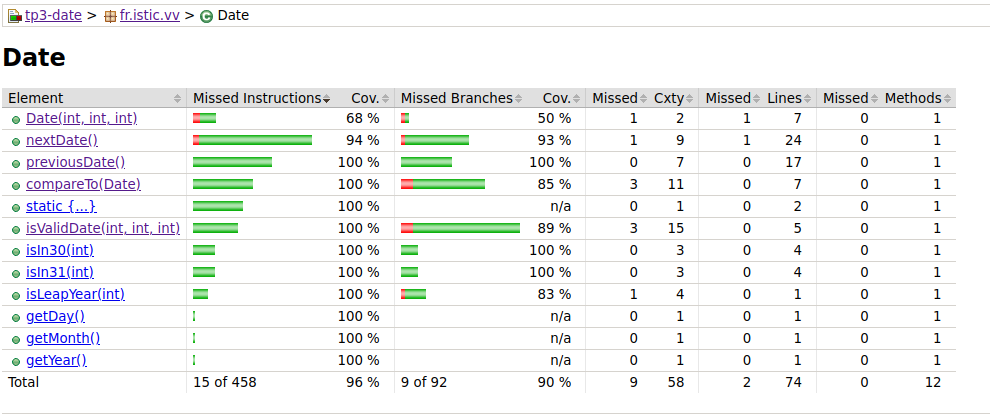 tp3-date > fr.istic.vv > Date
Date
Element Missed Instructions Cov. Missed Branches Cov. Missed Cxty Missed Lines Missed Methods
Date(int, int, int) 68 % 50 % 1 2 1 7 0 1
nextDate() 94 % 93 % 1 9 1 24 0 1
previousDate() 100 % 100 % 0 7 0 17 0 1
compareTo(Date) 100 % 85 % 3 11 0 7 0 1
static {...} 100 % n/a 0 1 0 2 0 1
isValidDate(int, int, int) 100 % 89 % 3 15 0 5 0 1
isIn30(int) 100 % 100 % 0 3 0 4 0 1
isIn31(int) 100 % 100 % 0 3 0 4 0 1
isLeapYear(int) 100 % 83 % 1 4 0 1 0 1
getDay() 100 % n/a 0 1 0 1 0 1
getMonth() 100 % n/a 0 1 0 1 0 1
getYear() 100 % n/a 0 1 0 1 0 1
Total 15 of 458 96 % 9 of 92 90 % 9 58 2 74 0 12